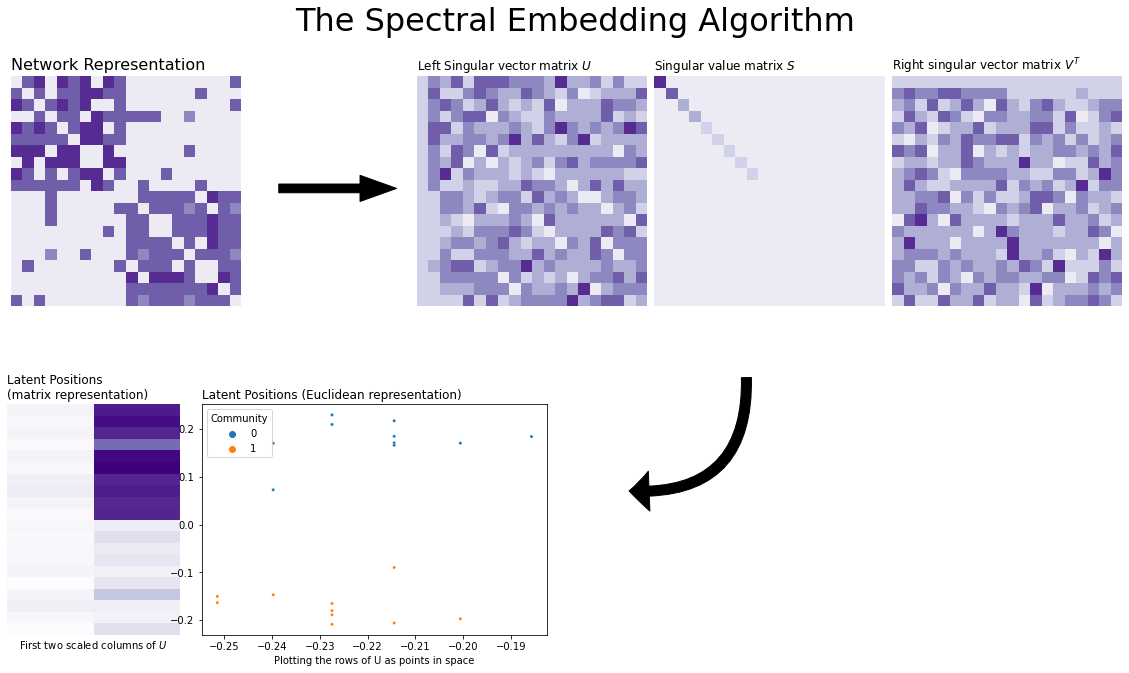 The Spectral Embedding Algorithm
Network Representation
Left Singular vector matrix U
Singular value matrix S
Right singular vector matrix V^T
Latent Positions
(matrix representation)
First two scaled columns of U
Latent Positions (Euclidean representation)
Community
0
1
0.2
0.1
0.0
−0.1
−0.2
−0.25 −0.24 −0.23 −0.22 −0.21 −0.20 −0.19
Plotting the rows of U as points in space